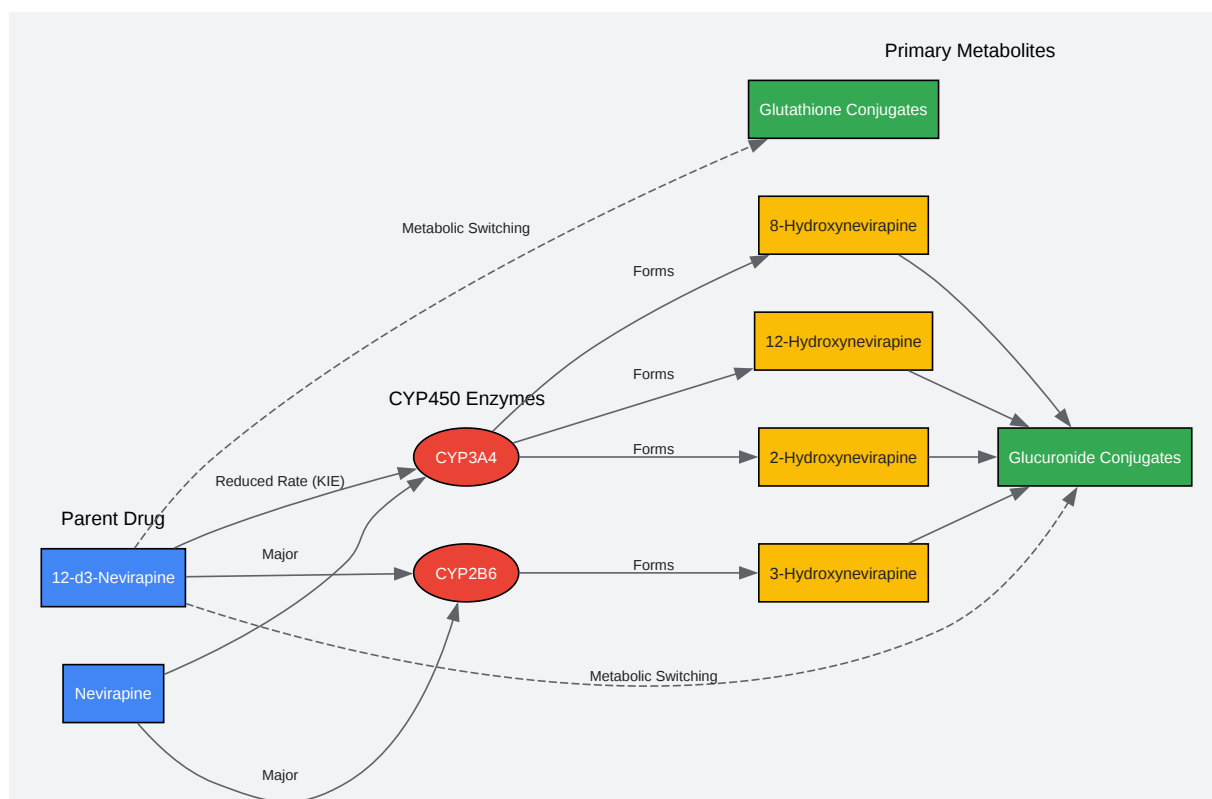 Primary Metabolites
Glutathione Conjugates
Metabolic Switching
8-Hydroxynevirapine
Forms
12-Hydroxynevirapine
Forms
CYP450 Enzymes
CYP3A4
Forms
2-Hydroxynevirapine
Glucuronide Conjugates
Reduced Rate (KIE)
Parent Drug
12-d3-Nevirapine
Major
CYP2B6
Forms
3-Hydroxynevirapine
Metabolic Switching
Nevirapine
Major